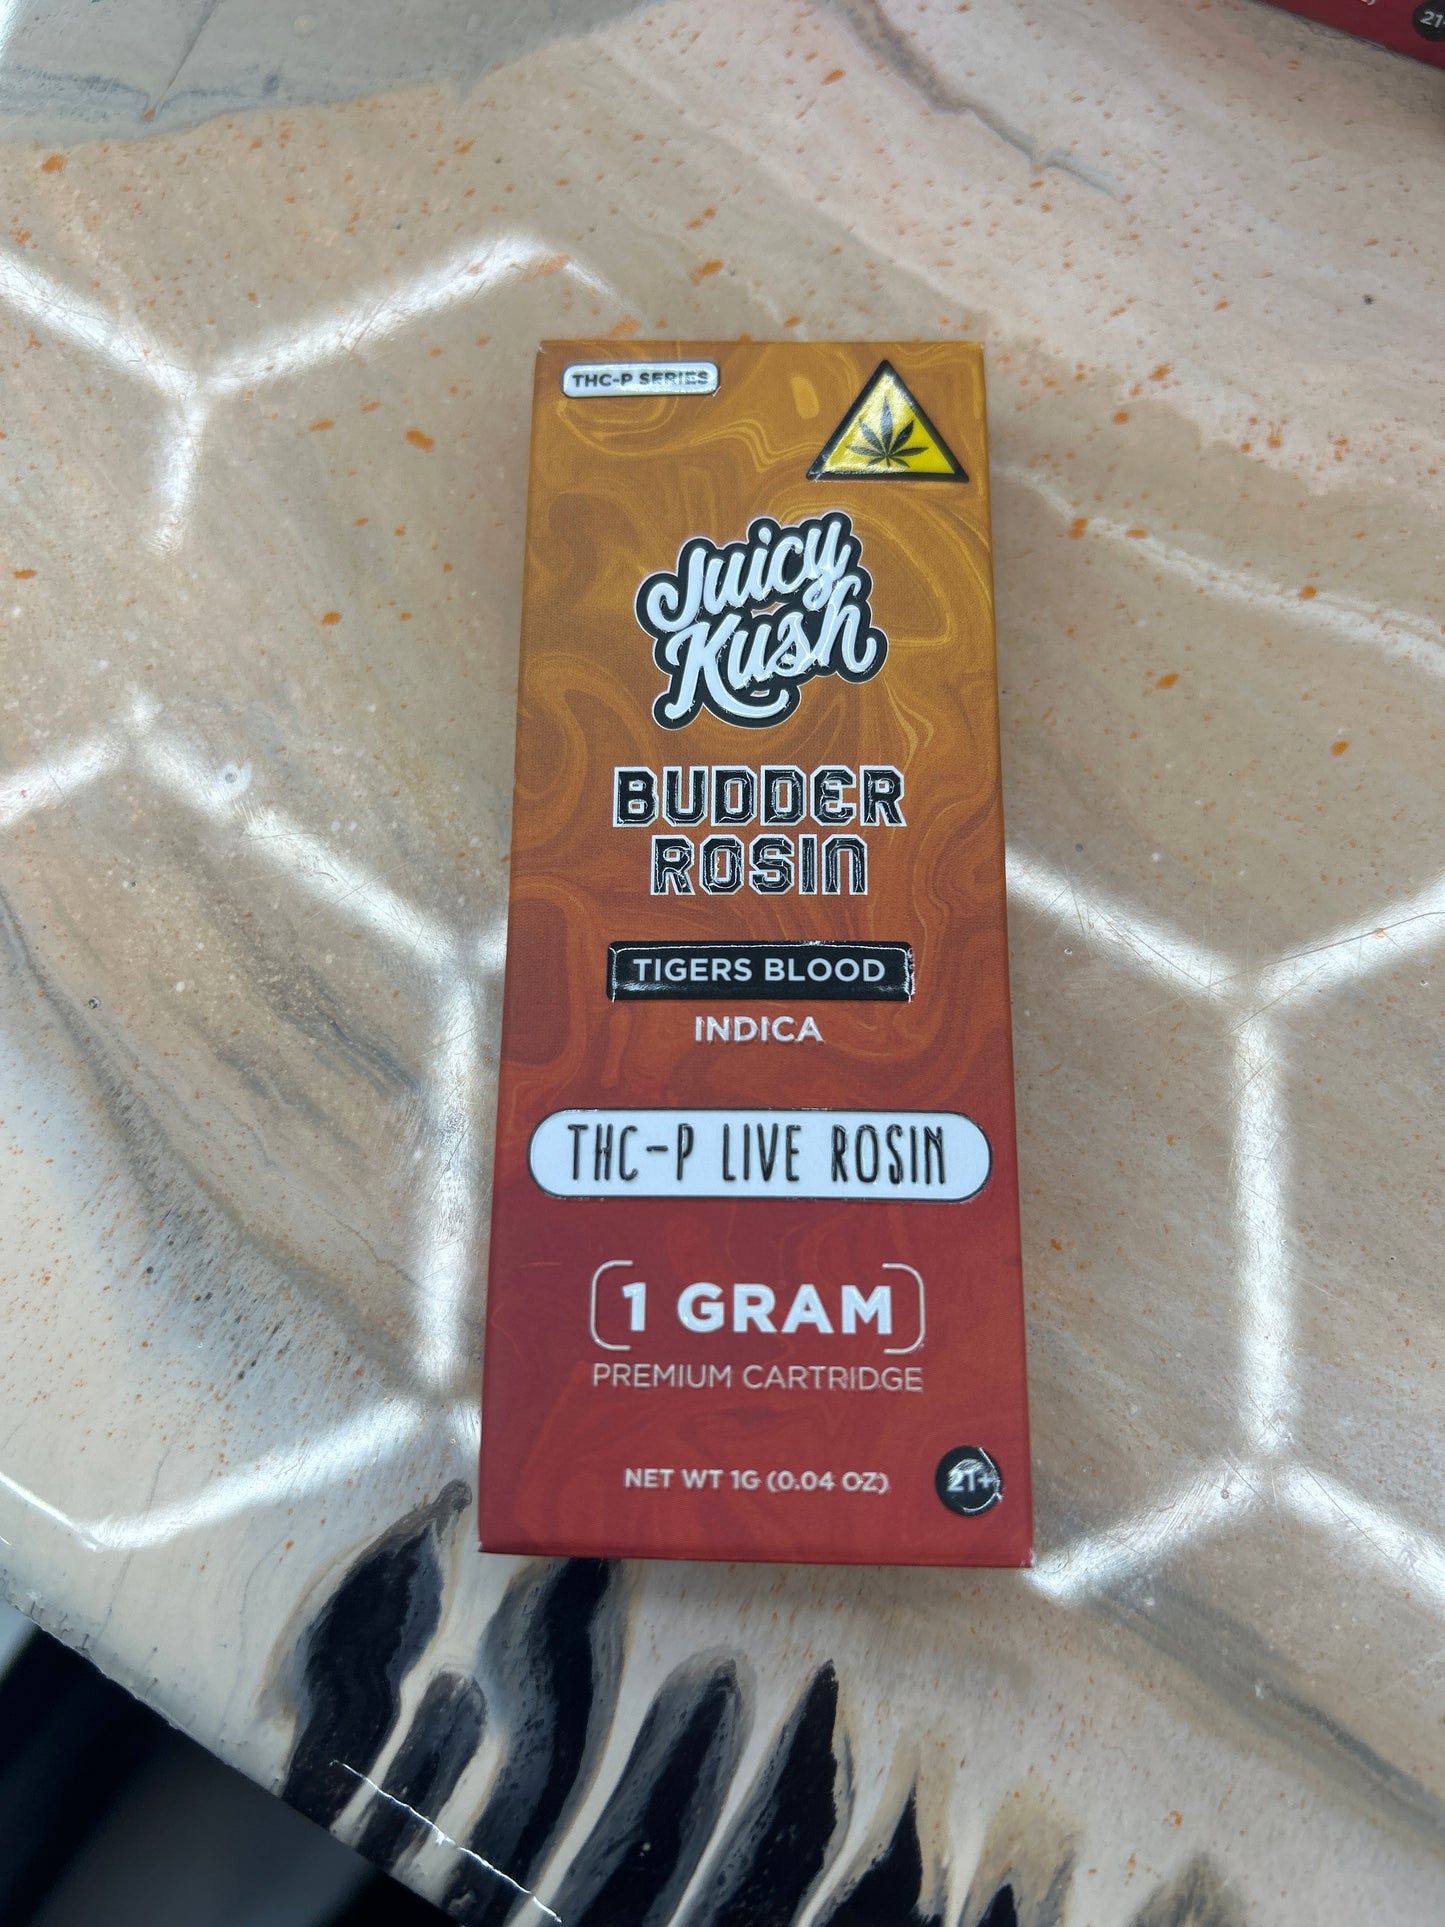 21
THC-P SERIES
Juicy
Kush
BUDDER
ROSIN
TIGERS BLOOD
INDICA
THC-P LIVE ROSIN
1 GRAM
PREMIUM CARTRIDGE
NET WT 1G (0.04 OZ)
21+